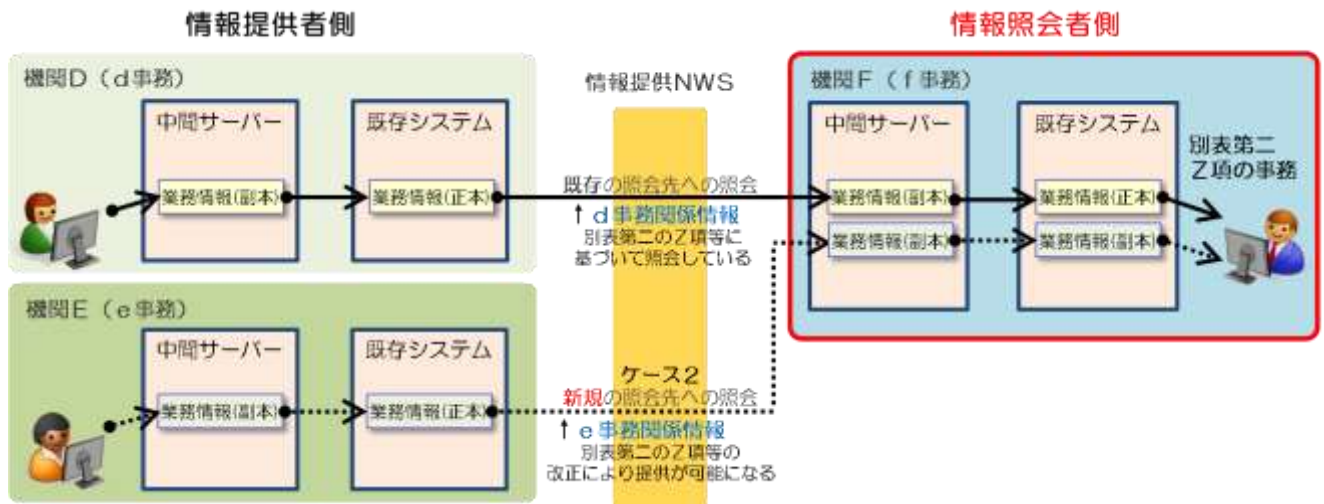 情報提供者側
情報照会者側
機関D（d事務）
中間サーバー
既存システム
業務情報(副本)
業務情報(正本)
情報提供NWS
既存の照会先への照会
↑ d事務関係情報
別表第二のZ項等に
基づいて照会している
機関F（f事務）
中間サーバー
既存システム
業務情報(副本)
業務情報(正本)
業務情報(副本)
業務情報(副本)
別表第二
Z項の事務
機関E（e事務）
中間サーバー
既存システム
業務情報(副本)
業務情報(正本)
ケース2
新規の照会先への照会
↑ e事務関係情報
別表第二のZ項等の
改正により提供が可能になる